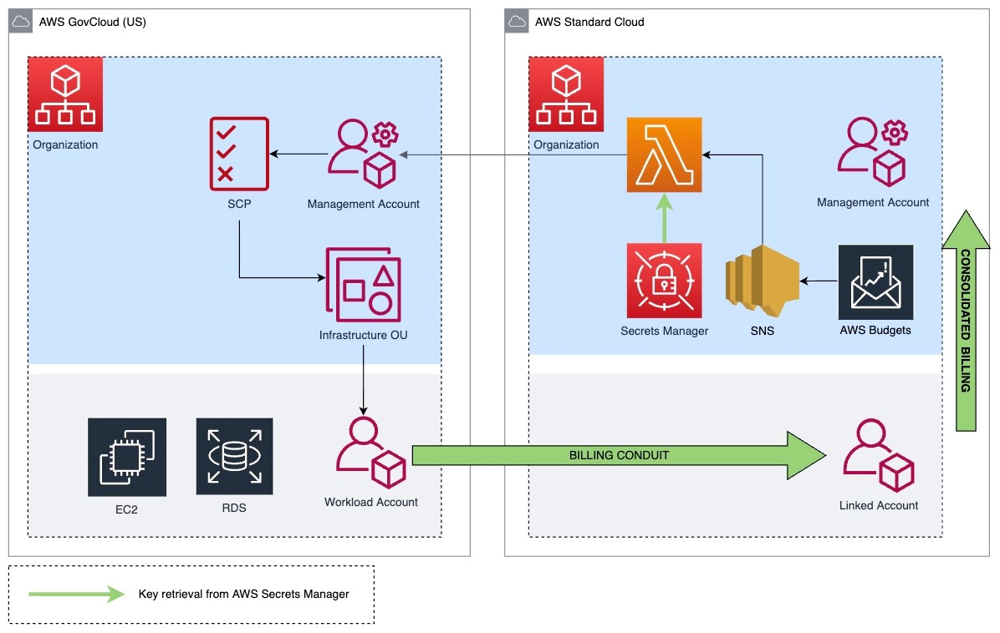 AWS GovCloud (US)
AWS Standard Cloud
Organization
SCP
Management Account
Infrastructure OU
EC2
RDS
Workload Account
Organization
Management Account
Secrets Manager
SNS
AWS Budgets
CONSOLIDATED BILLING
BILLING CONDUIT
Linked Account
Key retrieval from AWS Secrets Manager